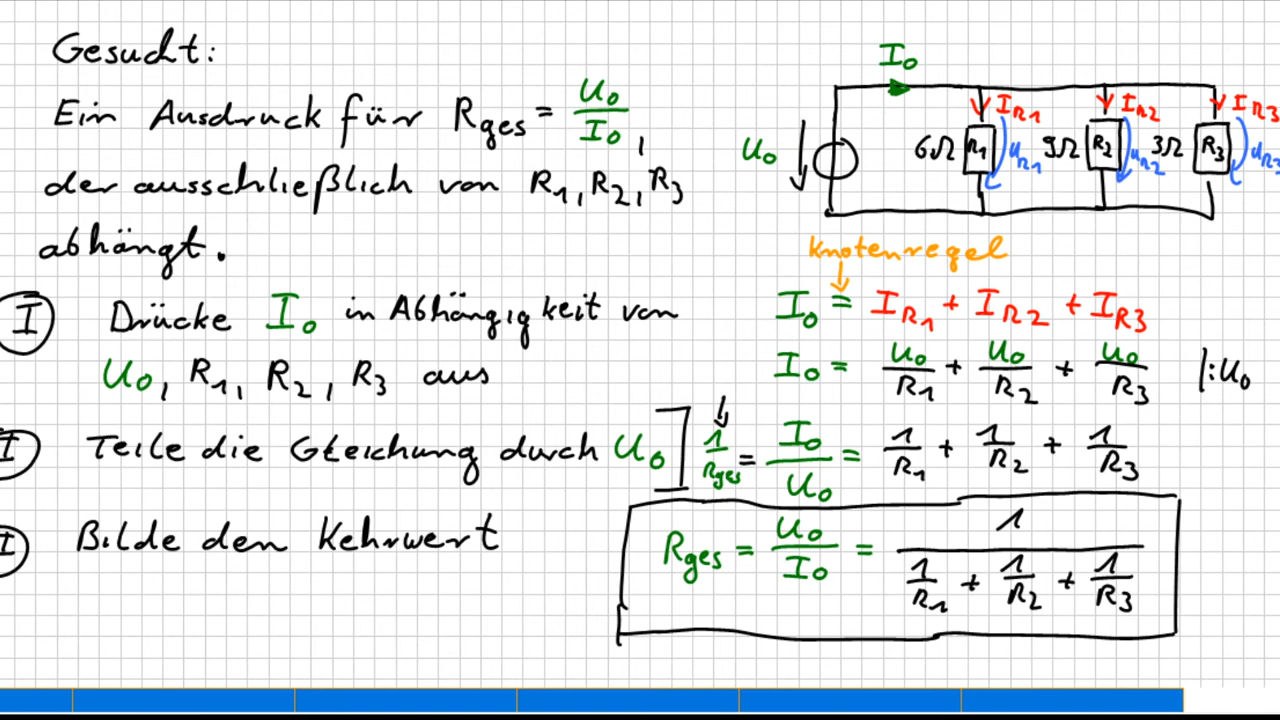 Gesucht:
Ein Ausdruck für Rges = U0/I0,
der ausschließlich von R1, R2, R3
abhängt.
I Drücke I0 in Abhängigkeit von
U0, R1, R2, R3 aus
I Teile die Gleichung durch U0
I Bilde den Kehrwert
I0
IR1 IR2 IR3
U0 6Ω R1 UR1 9Ω R2 UR2 3Ω R3 UR3
Knotenregel
I0 = IR1 + IR2 + IR3
I0 = U0/R1 + U0/R2 + U0/R3 |:U0
1/Rges = I0/U0 = 1/R1 + 1/R2 + 1/R3
Rges = U0/I0 = 1/(1/R1 + 1/R2 + 1/R3)